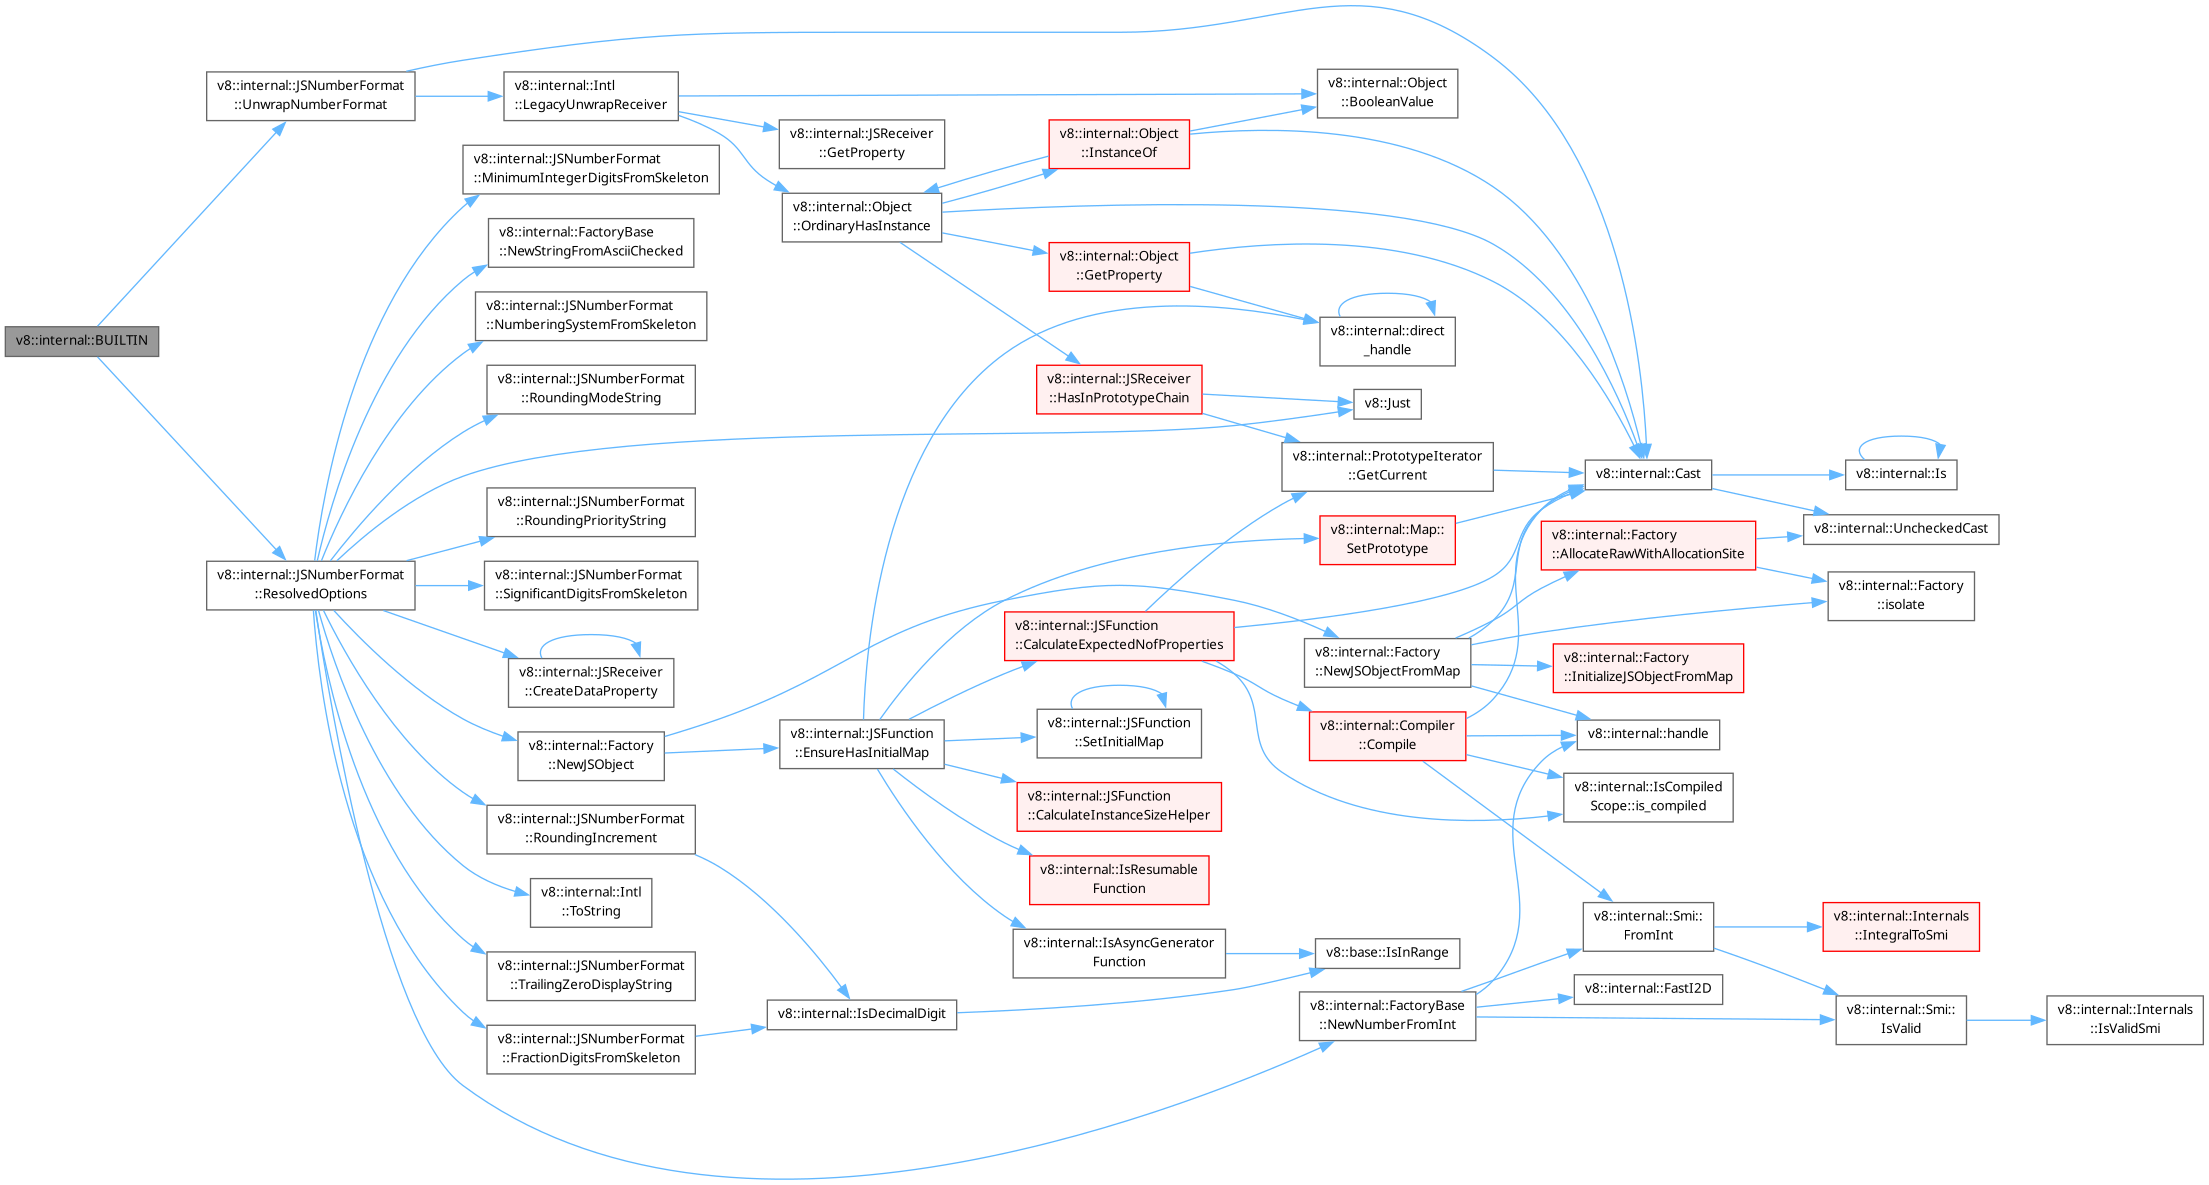 v8::internal::BUILTIN
v8::internal::JSNumberFormat
::UnwrapNumberFormat
v8::internal::JSNumberFormat
::ResolvedOptions
v8::internal::Intl
::LegacyUnwrapReceiver
v8::internal::JSNumberFormat
::MinimumIntegerDigitsFromSkeleton
v8::internal::FactoryBase
::NewStringFromAsciiChecked
v8::internal::JSNumberFormat
::NumberingSystemFromSkeleton
v8::internal::JSNumberFormat
::RoundingModeString
v8::internal::JSNumberFormat
::RoundingPriorityString
v8::internal::JSNumberFormat
::SignificantDigitsFromSkeleton
v8::internal::JSReceiver
::CreateDataProperty
v8::internal::Factory
::NewJSObject
v8::internal::JSNumberFormat
::RoundingIncrement
v8::internal::Intl
::ToString
v8::internal::JSNumberFormat
::TrailingZeroDisplayString
v8::internal::JSNumberFormat
::FractionDigitsFromSkeleton
v8::internal::JSReceiver
::GetProperty
v8::internal::Object
::OrdinaryHasInstance
v8::internal::JSFunction
::EnsureHasInitialMap
v8::internal::IsDecimalDigit
v8::internal::Object
::InstanceOf
v8::internal::Object
::GetProperty
v8::internal::JSReceiver
::HasInPrototypeChain
v8::internal::JSFunction
::CalculateExpectedNofProperties
v8::internal::JSFunction
::SetInitialMap
v8::internal::JSFunction
::CalculateInstanceSizeHelper
v8::internal::IsResumable
Function
v8::internal::IsAsyncGenerator
Function
v8::internal::Object
::BooleanValue
v8::internal::direct
_handle
v8::Just
v8::internal::PrototypeIterator
::GetCurrent
v8::internal::Map::
SetPrototype
v8::internal::Factory
::NewJSObjectFromMap
v8::internal::Compiler
::Compile
v8::base::IsInRange
v8::internal::FactoryBase
::NewNumberFromInt
v8::internal::Cast
v8::internal::Factory
::AllocateRawWithAllocationSite
v8::internal::Factory
::InitializeJSObjectFromMap
v8::internal::handle
v8::internal::IsCompiled
Scope::is_compiled
v8::internal::Smi::
FromInt
v8::internal::FastI2D
v8::internal::Is
v8::internal::UncheckedCast
v8::internal::Factory
::isolate
v8::internal::Internals
::IntegralToSmi
v8::internal::Smi::
IsValid
v8::internal::Internals
::IsValidSmi